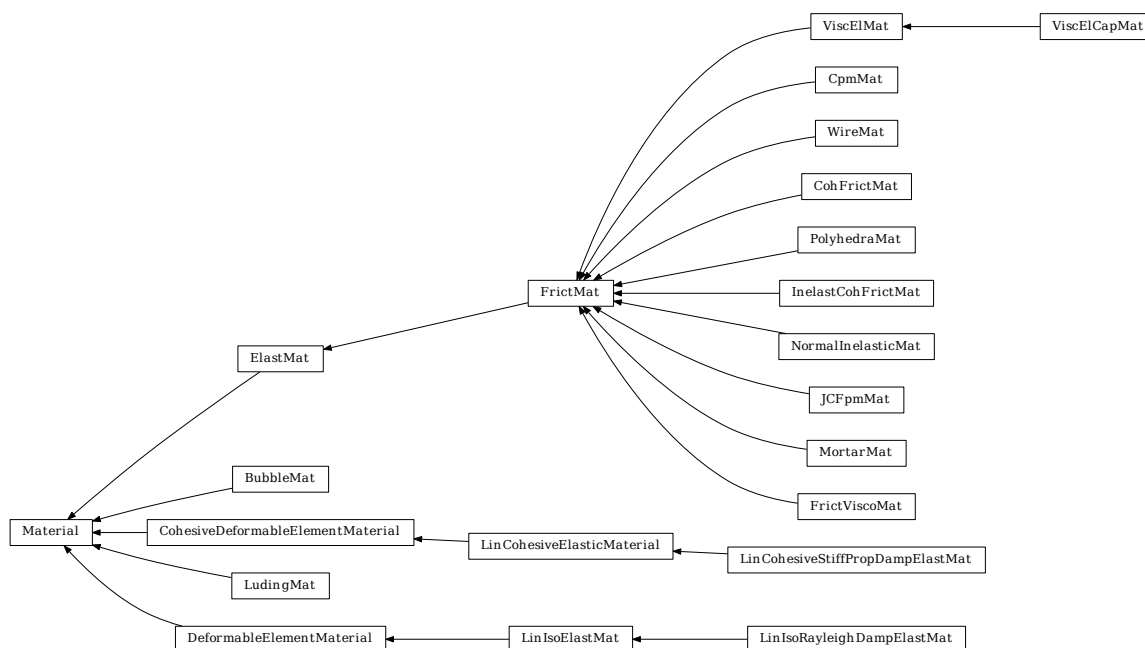 ViscElMat
ViscElCapMat
CpmMat
WireMat
CohFrictMat
PolyhedraMat
FrictMat
InelastCohFrictMat
NormalInelasticMat
ElastMat
JCFpmMat
MortarMat
BubbleMat
FrictViscoMat
Material
CohesiveDeformableElementMaterial
LinCohesiveElasticMaterial
LinCohesiveStiffPropDampElastMat
LudingMat
DeformableElementMaterial
LinIsoElastMat
LinIsoRayleighDampElastMat